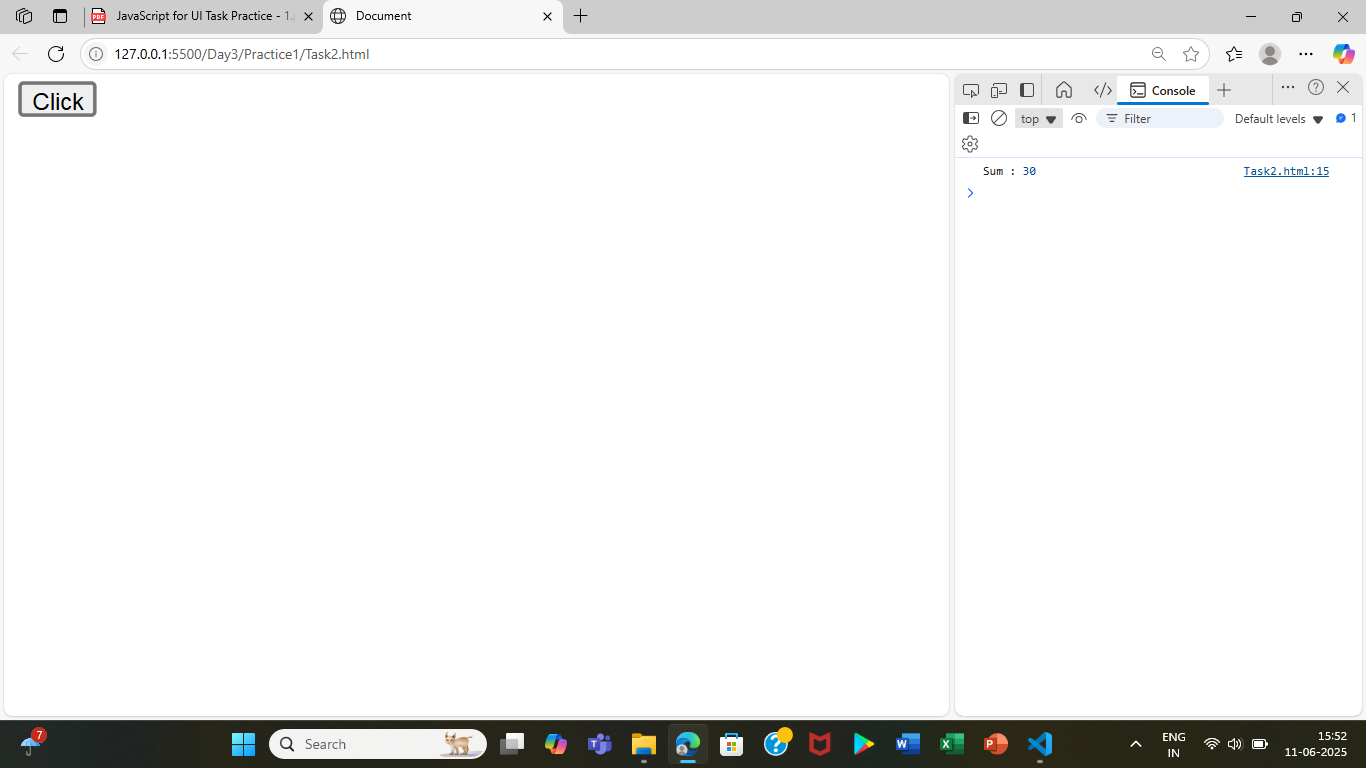 JavaScript for UI Task Practice - 1.
Document
127.0.0.1:5500/Day3/Practice1/Task2.html
Click
Console
top
Filter
Default levels
1
Sum : 30
Task2.html:15
7
Search
ENG
IN
15:52
11-06-2025